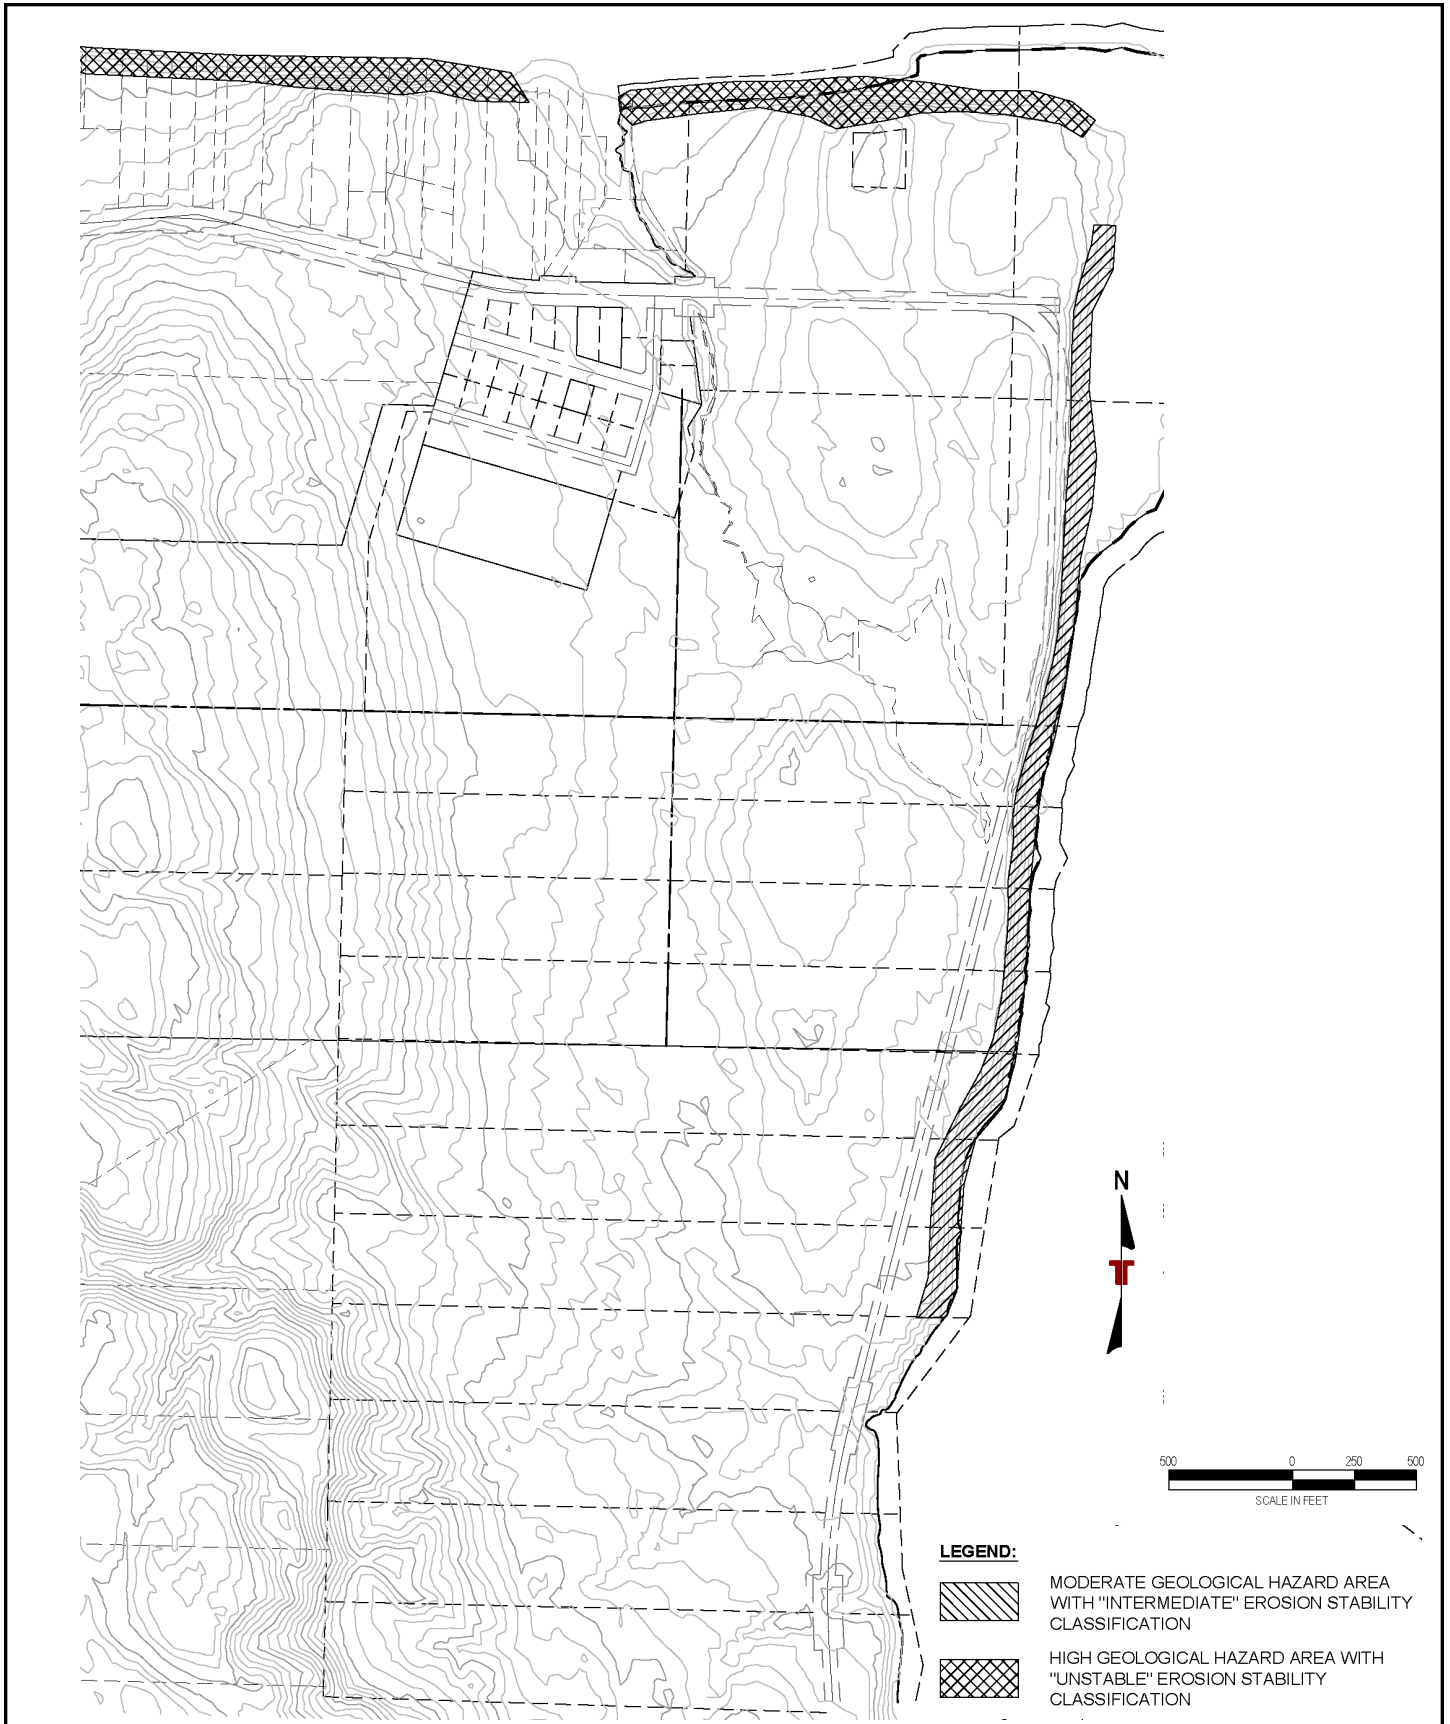 N
500 0 250 500
SCALE IN FEET
LEGEND:
MODERATE GEOLOGICAL HAZARD AREA
WITH "INTERMEDIATE" EROSION STABILITY
CLASSIFICATION
HIGH GEOLOGICAL HAZARD AREA WITH
"UNSTABLE" EROSION STABILITY
CLASSIFICATION